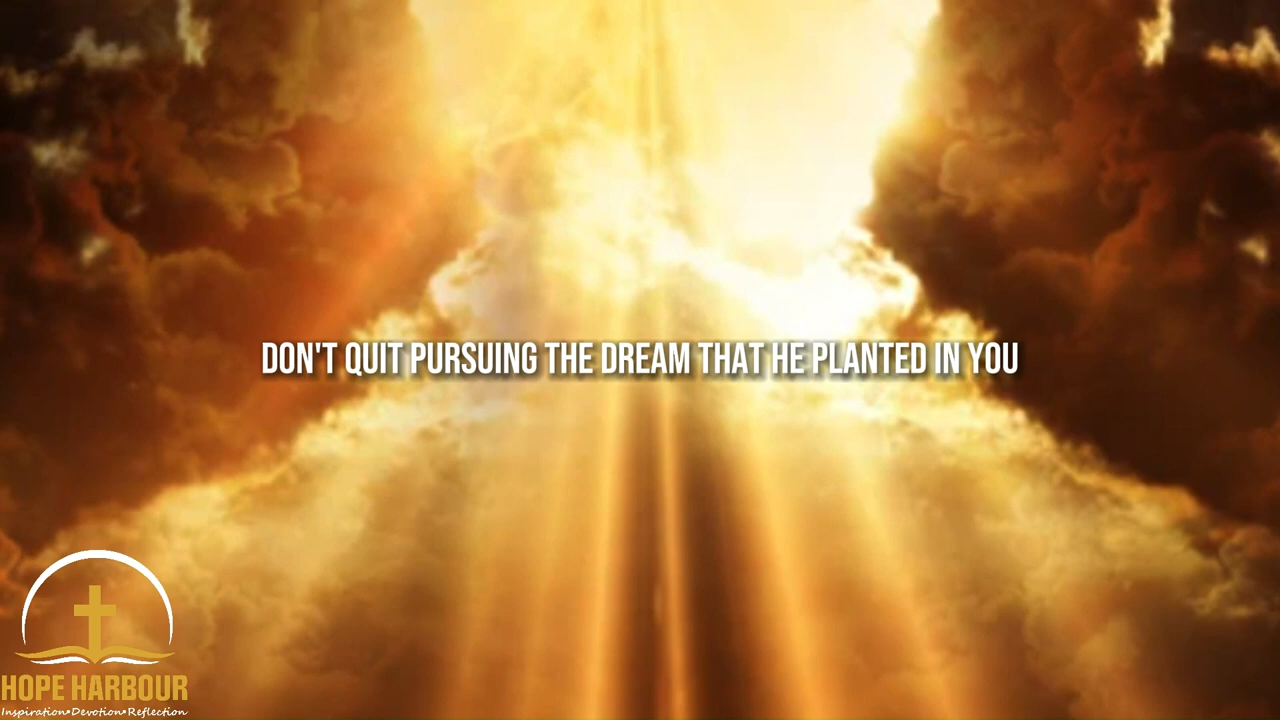 DON'T QUIT PURSUING THE DREAM THAT HE PLANTED IN YOU
HOPE HARBOUR
Inspiration•Devotion•Reflection